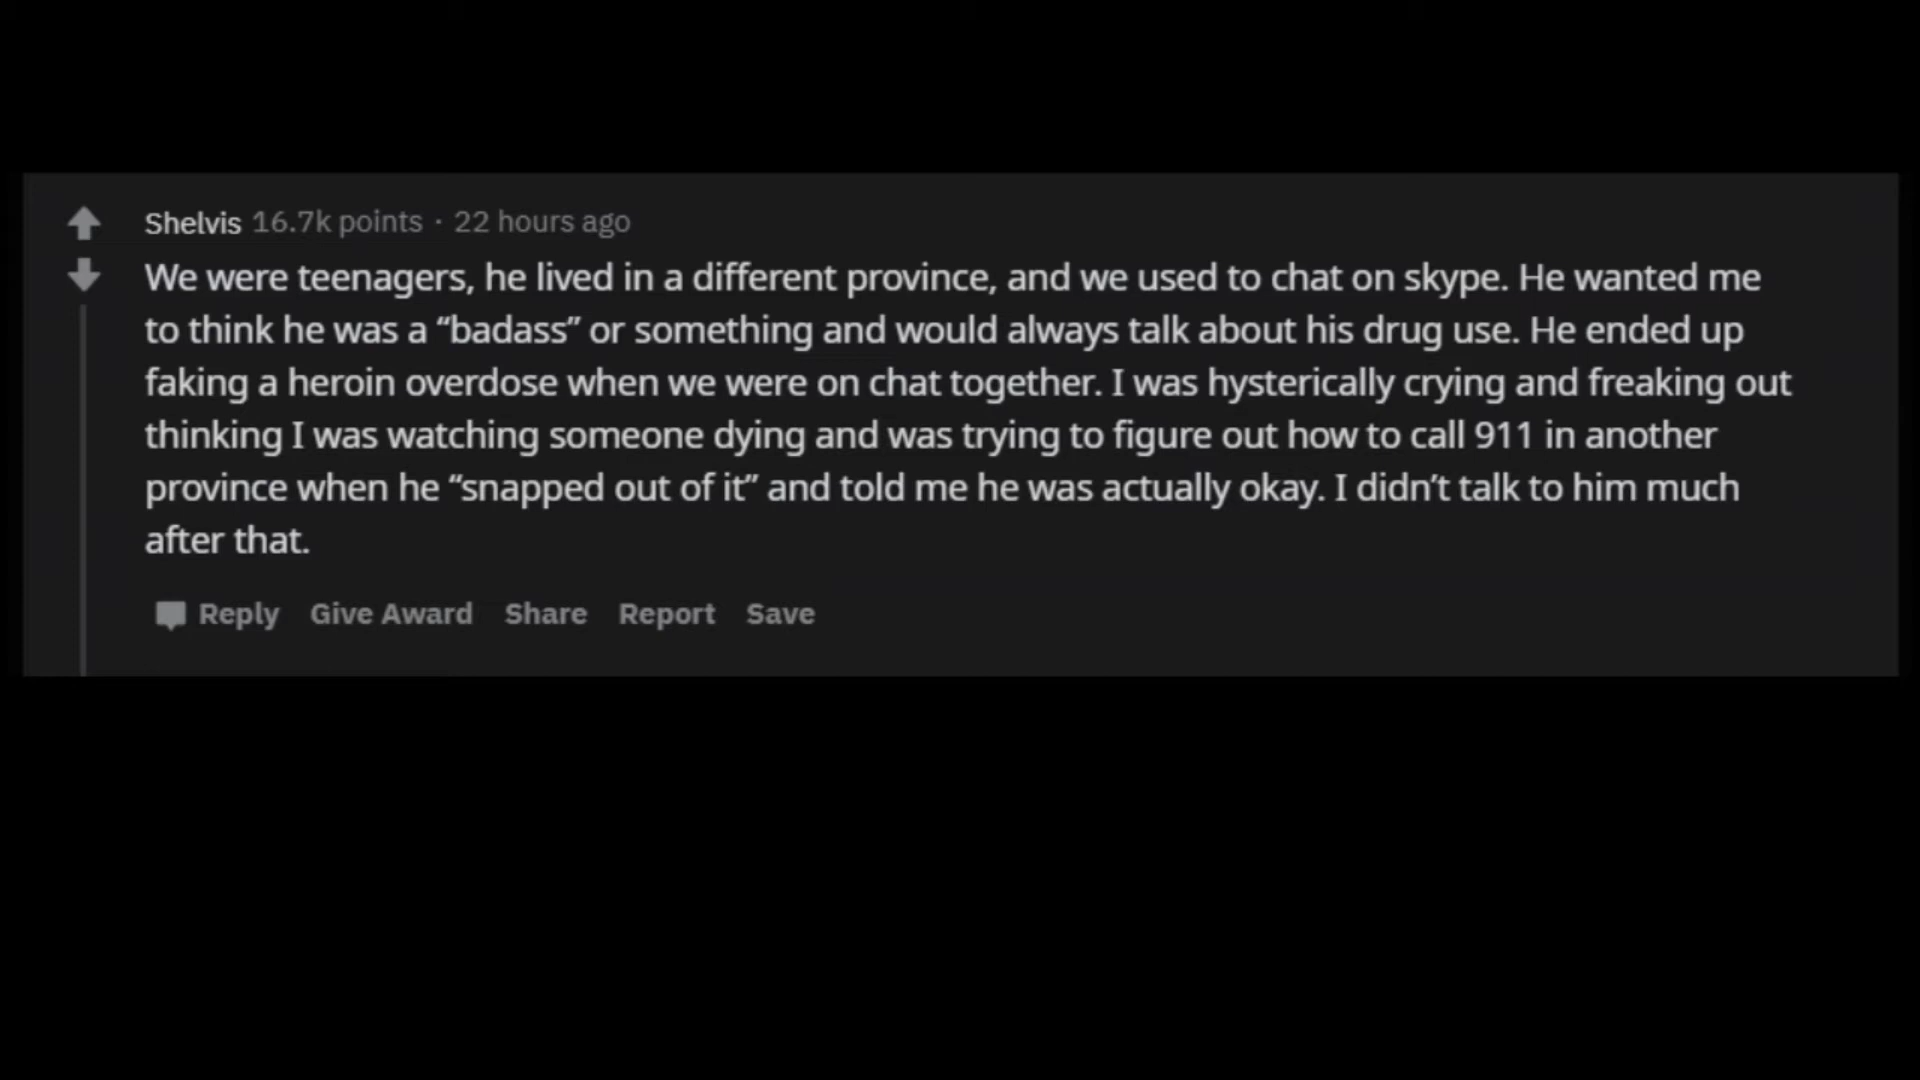 Shelvis 16.7k points · 22 hours ago
We were teenagers, he lived in a different province, and we used to chat on skype. He wanted me
to think he was a “badass” or something and would always talk about his drug use. He ended up
faking a heroin overdose when we were on chat together. I was hysterically crying and freaking out
thinking I was watching someone dying and was trying to figure out how to call 911 in another
province when he “snapped out of it” and told me he was actually okay. I didn’t talk to him much
after that.
Reply Give Award Share Report Save